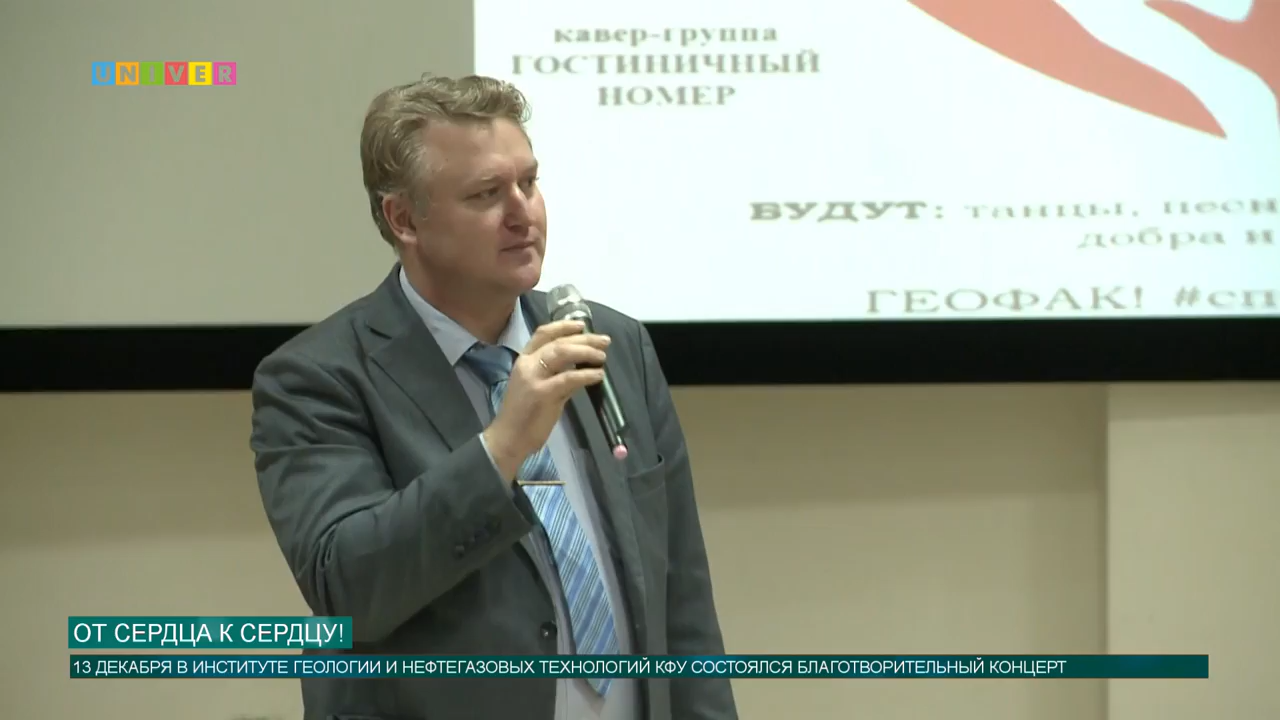 UNIVER
кавер-группа
ГОСТИНИЧНЫЙ
НОМЕР
БУДУТ: танцы,
добра и
ГЕОФАК!
ОТ СЕРДЦА К СЕРДЦУ!
13 ДЕКАБРЯ В ИНСТИТУТЕ ГЕОЛОГИИ И НЕФТЕГАЗОВЫХ ТЕХНОЛОГИЙ КФУ СОСТОЯЛСЯ БЛАГОТВОРИТЕЛЬНЫЙ КОНЦЕРТ